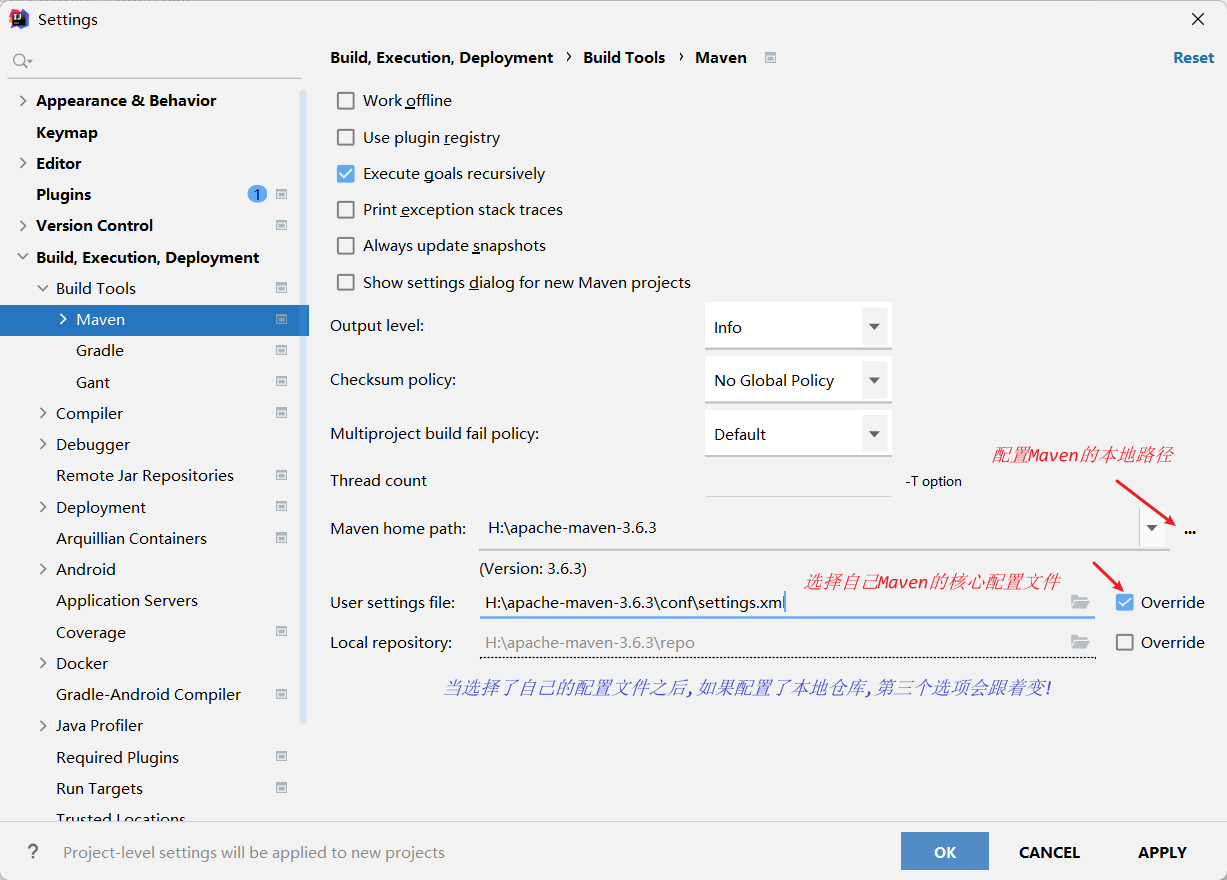 Settings
Build, Execution, Deployment › Build Tools › Maven
Reset
Appearance & Behavior
Keymap
Editor
Plugins
1
Version Control
Build, Execution, Deployment
Build Tools
Maven
Gradle
Gant
Compiler
Debugger
Remote Jar Repositories
Deployment
Arquillian Containers
Android
Application Servers
Coverage
Docker
Gradle-Android Compiler
Java Profiler
Required Plugins
Run Targets
Trusted Locations
Work offline
Use plugin registry
Execute goals recursively
Print exception stack traces
Always update snapshots
Show settings dialog for new Maven projects
Output level:
Info
Checksum policy:
No Global Policy
Multiproject build fail policy:
Default
配置Maven的本地路径
Thread count
-T option
Maven home path:
H:\apache-maven-3.6.3
...
(Version: 3.6.3)
选择自己Maven的核心配置文件
User settings file:
H:\apache-maven-3.6.3\conf\settings.xml
Override
Local repository:
H:\apache-maven-3.6.3\repo
Override
当选择了自己的配置文件之后,如果配置了本地仓库,第三个选项会跟着变!
?
Project-level settings will be applied to new projects
OK
CANCEL
APPLY